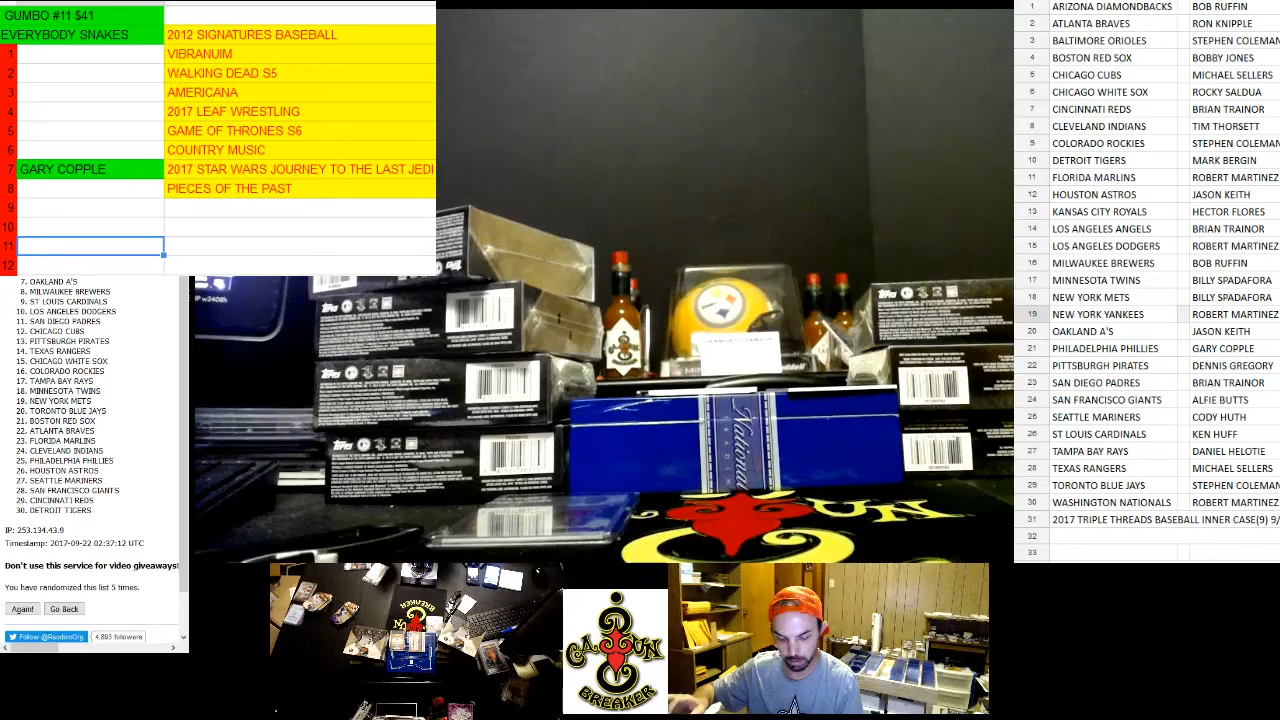 GUMBO #11 $41
EVERYBODY SNAKES
2012 SIGNATURES BASEBALL
1
VIBRANUIM
2
WALKING DEAD S5
3
AMERICANA
4
2017 LEAF WRESTLING
5
GAME OF THRONES S6
6
COUNTRY MUSIC
7
GARY COPPLE
2017 STAR WARS JOURNEY TO THE LAST JEDI
8
PIECES OF THE PAST
9
10
11
12
7. OAKLAND A'S
8. MILWAUKEE BREWERS
9. ST LOUIS CARDINALS
10. LOS ANGELES DODGERS
11. SAN DIEGO PADRES
12. CHICAGO CUBS
13. PITTSBURGH PIRATES
14. TEXAS RANGERS
15. CHICAGO WHITE SOX
16. COLORADO ROCKIES
17. TAMPA BAY RAYS
18. MINNESOTA TWINS
19. NEW YORK METS
20. TORONTO BLUE JAYS
21. BOSTON RED SOX
22. ATLANTA BRAVES
23. FLORIDA MARLINS
24. CLEVELAND INDIANS
25. PHILADELPHIA PHILLIES
26. HOUSTON ASTROS
27. SEATTLE MARINERS
28. SAN FRANCISCO GIANTS
29. CINCINNATI REDS
30. DETROIT TIGERS
IP: 253.134.43.9
Timestamp: 2017-09-22 02:37:12 UTC
Don't use this service for video giveaways!
You have randomized this list 5 times.
Again!
Go Back
Follow @RandomOrg
4,893 followers
HP w2408h
topps
topps
topps
National
CAJUN
BREAKER
1 ARIZONA DIAMONDBACKS BOB RUFFIN
2 ATLANTA BRAVES RON KNIPPLE
3 BALTIMORE ORIOLES STEPHEN COLEMAN
4 BOSTON RED SOX BOBBY JONES
5 CHICAGO CUBS MICHAEL SELLERS
6 CHICAGO WHITE SOX ROCKY SALDUA
7 CINCINNATI REDS BRIAN TRAINOR
8 CLEVELAND INDIANS TIM THORSETT
9 COLORADO ROCKIES STEPHEN COLEMAN
10 DETROIT TIGERS MARK BERGIN
11 FLORIDA MARLINS ROBERT MARTINEZ
12 HOUSTON ASTROS JASON KEITH
13 KANSAS CITY ROYALS HECTOR FLORES
14 LOS ANGELES ANGELS BRIAN TRAINOR
15 LOS ANGELES DODGERS ROBERT MARTINEZ
16 MILWAUKEE BREWERS BOB RUFFIN
17 MINNESOTA TWINS BILLY SPADAFORA
18 NEW YORK METS BILLY SPADAFORA
19 NEW YORK YANKEES ROBERT MARTINEZ
20 OAKLAND A'S JASON KEITH
21 PHILADELPHIA PHILLIES GARY COPPLE
22 PITTSBURGH PIRATES DENNIS GREGORY
23 SAN DIEGO PADRES BRIAN TRAINOR
24 SAN FRANCISCO GIANTS ALFIE BUTTS
25 SEATTLE MARINERS CODY HUTH
26 ST LOUIS CARDINALS KEN HUFF
27 TAMPA BAY RAYS DANIEL PELOTIE
28 TEXAS RANGERS MICHAEL SELLERS
29 TORONTO BLUE JAYS STEPHEN COLEMAN
30 WASHINGTON NATIONALS ROBERT MARTINEZ
31 2017 TRIPLE THREADS BASEBALL INNER CASE(9) 9/
32
33